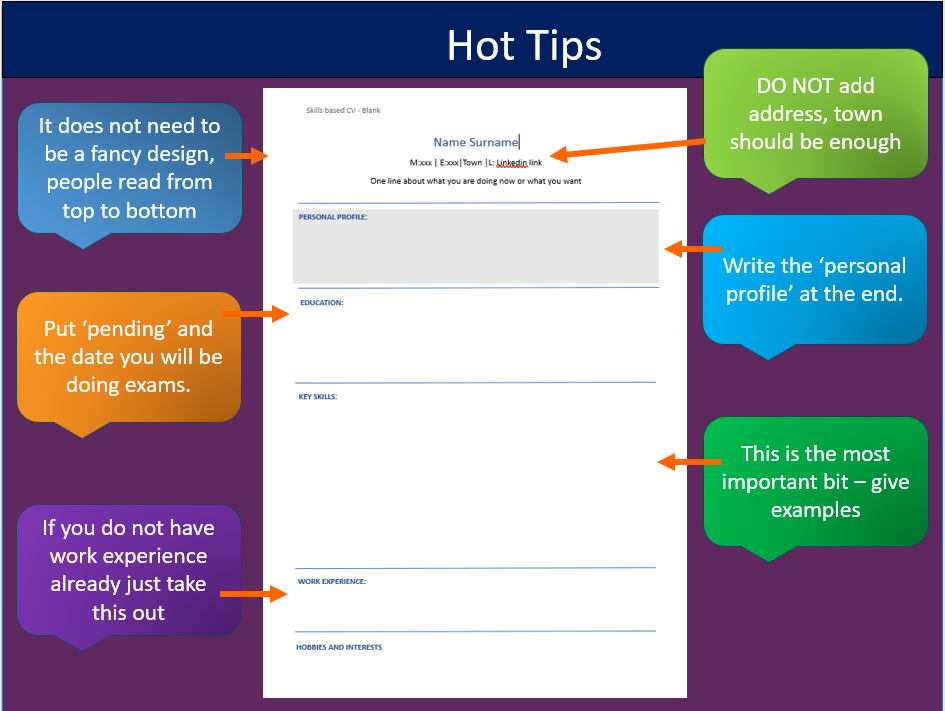 Hot Tips
It does not need to
be a fancy design,
people read from
top to bottom
Put ‘pending’ and
the date you will be
doing exams.
If you do not have
work experience
already just take
this out
Skills based CV - Blank
Name Surname
M:xxx | E:xxx|Town |L: Linkedin link
One line about what you are doing now or what you want
PERSONAL PROFILE:
EDUCATION:
KEY SKILLS:
WORK EXPERIENCE:
HOBBIES AND INTERESTS
DO NOT add
address, town
should be enough
Write the ‘personal
profile’ at the end.
This is the most
important bit – give
examples